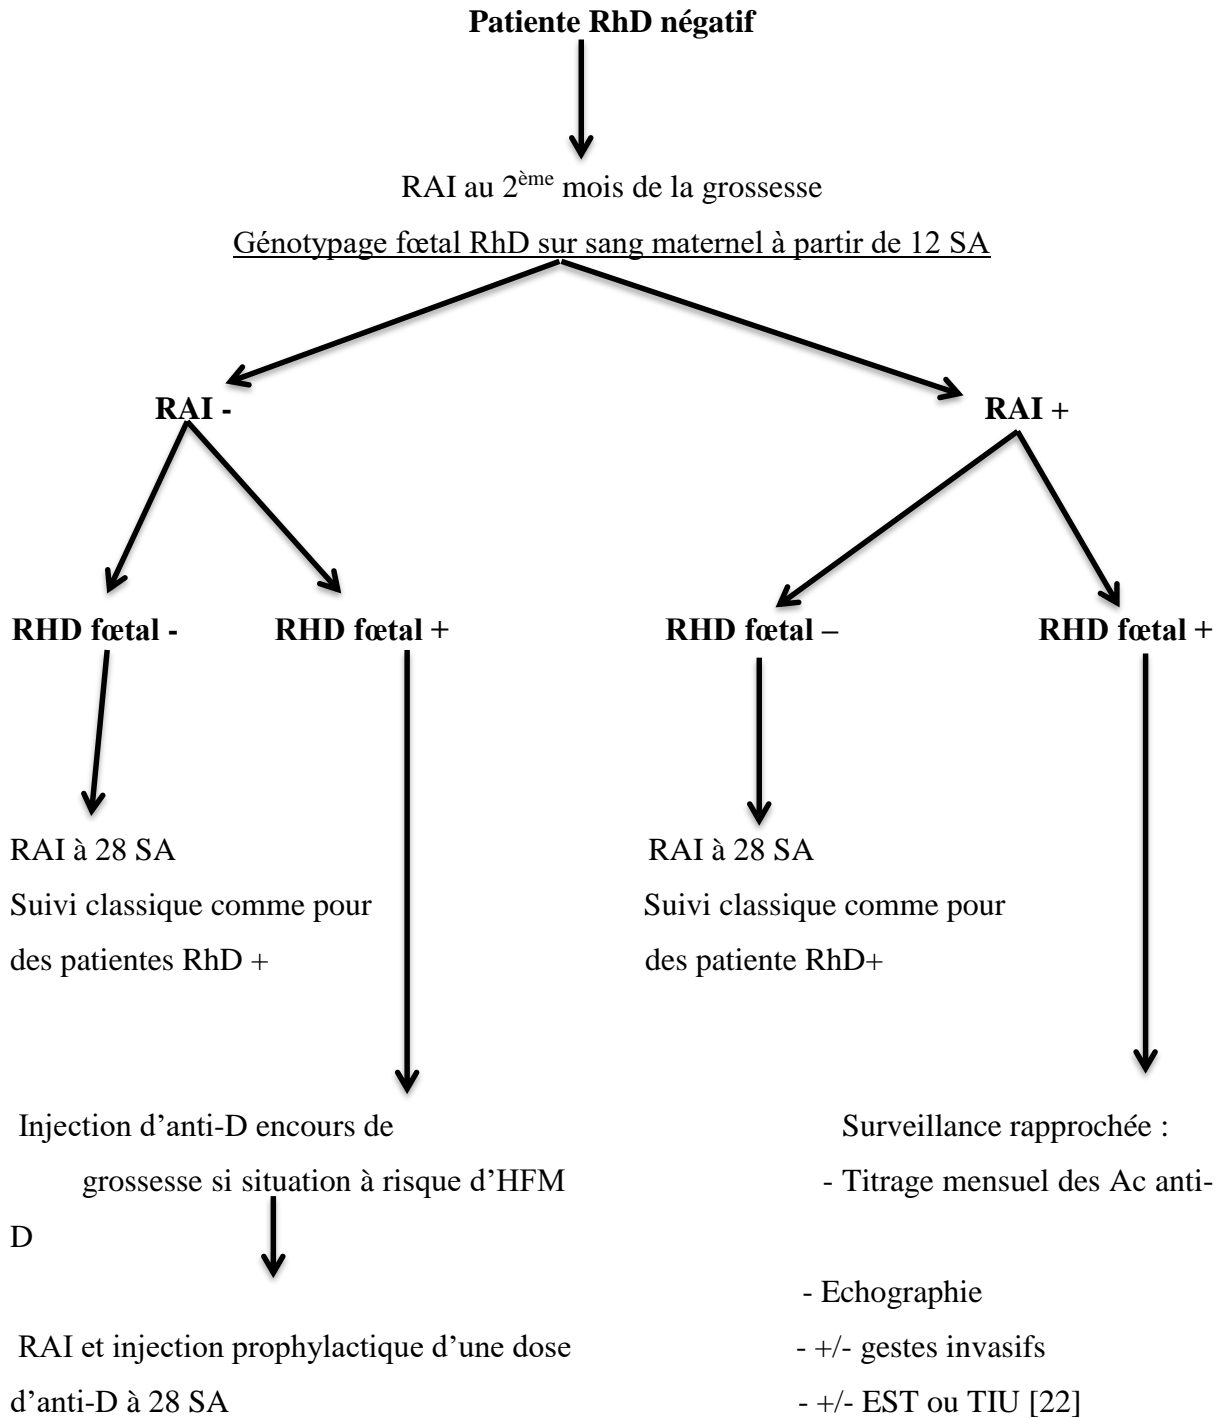 Patiente RhD négatif
RAI au 2ème mois de la grossesse
Génotypage fœtal RhD sur sang maternel à partir de 12 SA
RAI -
RAI +
RHD fœtal -
RHD fœtal +
RHD fœtal –
RHD fœtal +
RAI à 28 SA
Suivi classique comme pour
des patientes RhD +
RAI à 28 SA
Suivi classique comme pour
des patiente RhD+
Injection d’anti-D encours de
grossesse si situation à risque d’HFM
RAI et injection prophylactique d’une dose
d’anti-D à 28 SA
Surveillance rapprochée :
- Titrage mensuel des Ac anti-
D
- Echographie
- +/- gestes invasifs
- +/- EST ou TIU [22]